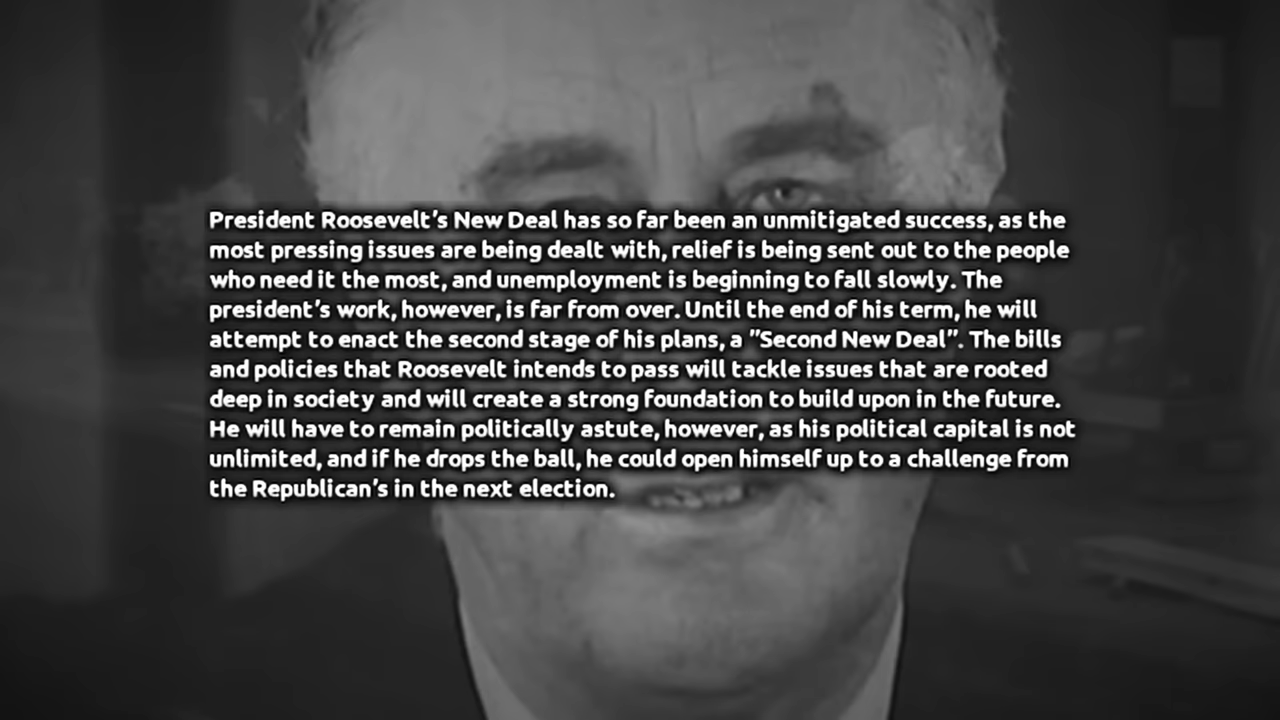 President Roosevelt's New Deal has so far been an unmitigated success, as the
most pressing issues are being dealt with, relief is being sent out to the people
who need it the most, and unemployment is beginning to fall slowly. The
president's work, however, is far from over. Until the end of his term, he will
attempt to enact the second stage of his plans, a "Second New Deal". The bills
and policies that Roosevelt intends to pass will tackle issues that are rooted
deep in society and will create a strong foundation to build upon in the future.
He will have to remain politically astute, however, as his political capital is not
unlimited, and if he drops the ball, he could open himself up to a challenge from
the Republican's in the next election.